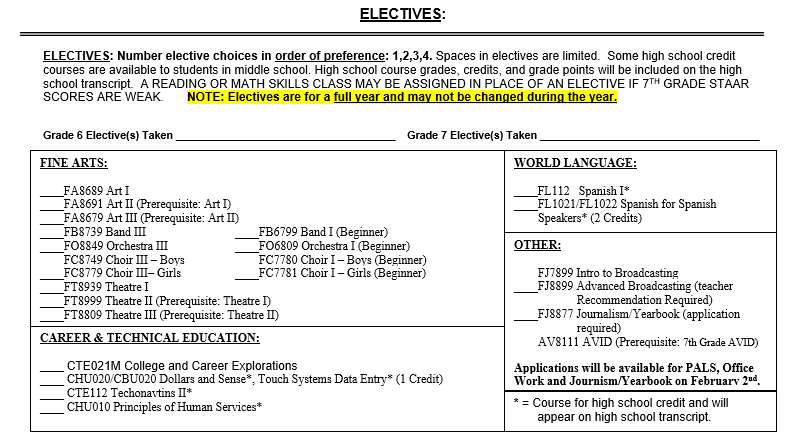 ELECTIVES:
ELECTIVES: Number elective choices in order of preference: 1,2,3,4. Spaces in electives are limited. Some high school credit
courses are available to students in middle school. High school course grades, credits, and grade points will be included on the high
school transcript. A READING OR MATH SKILLS CLASS MAY BE ASSIGNED IN PLACE OF AN ELECTIVE IF 7TH GRADE STAAR
SCORES ARE WEAK. NOTE: Electives are for a full year and may not be changed during the year.
Grade 6 Elective(s) Taken ____________________ Grade 7 Elective(s) Taken ____________________
FINE ARTS:
____FA8689 Art I
____FA8691 Art II (Prerequisite: Art I)
____FA8679 Art III (Prerequisite: Art II)
____FB8739 Band III ____FB6799 Band I (Beginner)
____FO8849 Orchestra III ____FO6809 Orchestra I (Beginner)
____FC8749 Choir III – Boys ____FC7780 Choir I – Boys (Beginner)
____FC8779 Choir III– Girls ____FC7781 Choir I – Girls (Beginner)
____FT8939 Theatre I
____FT8999 Theatre II (Prerequisite: Theatre I)
____FT8809 Theatre III (Prerequisite: Theatre II)
CAREER & TECHNICAL EDUCATION:
____ CTE021M College and Career Explorations
____ CHU020/CBU020 Dollars and Sense*, Touch Systems Data Entry* (1 Credit)
____ CTE112 Techonavtins II*
____ CHU010 Principles of Human Services*
WORLD LANGUAGE:
____FL112 Spanish I*
____FL1021/FL1022 Spanish for Spanish
Speakers* (2 Credits)
OTHER:
FJ7899 Intro to Broadcasting
____FJ8899 Advanced Broadcasting (teacher
Recommendation Required)
____FJ8877 Journalism/Yearbook (application
required)
AV8111 AVID (Prerequisite: 7th Grade AVID)
Applications will be available for PALS, Office
Work and Journism/Yearbook on February 2nd.
* = Course for high school credit and will
appear on high school transcript.